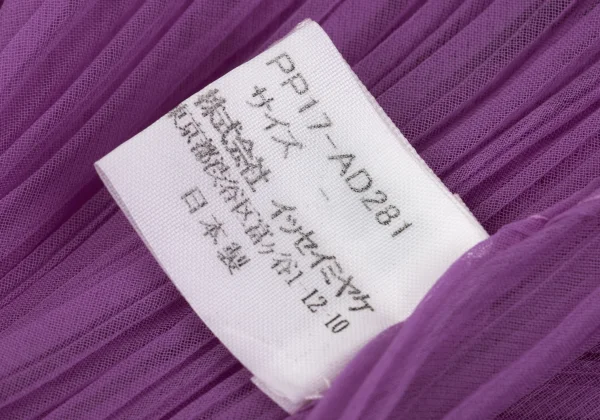 PP17-AD281
サイズ -
株式会社 イッセイミヤケ
東京都渋谷区富ヶ谷1-12-10
日本製